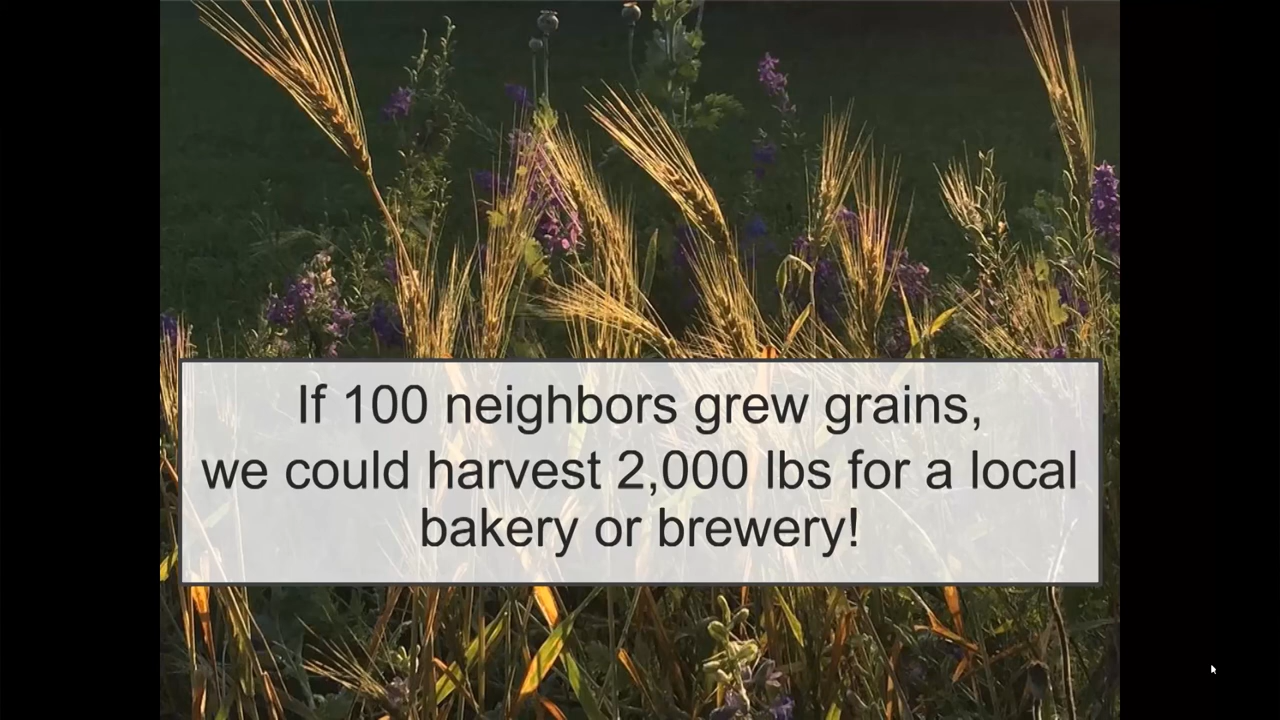 If 100 neighbors grew grains,
we could harvest 2,000 lbs for a local
bakery or brewery!